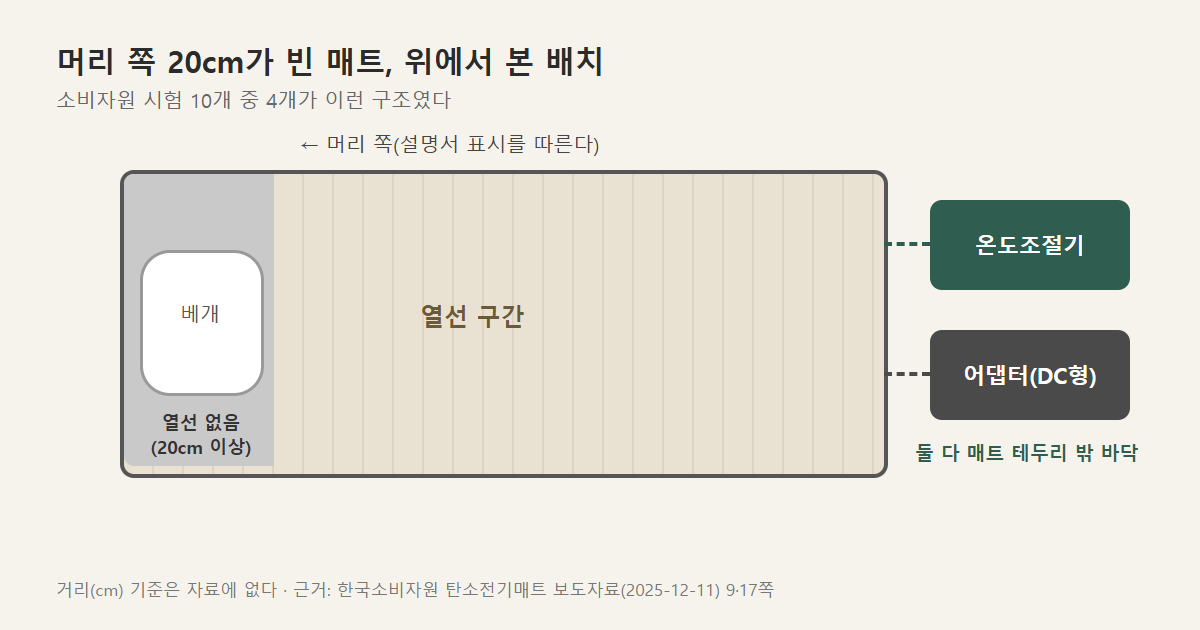 머리 쪽 20cm가 빈 매트, 위에서 본 배치
소비자원 시험 10개 중 4개가 이런 구조였다
← 머리 쪽(설명서 표시를 따른다)
베개
열선 없음
(20cm 이상)
열선 구간
온도조절기
어댑터(DC형)
둘 다 매트 테두리 밖 바닥
거리(cm) 기준은 자료에 없다 · 근거: 한국소비자원 탄소전기매트 보도자료(2025-12-11) 9·17쪽